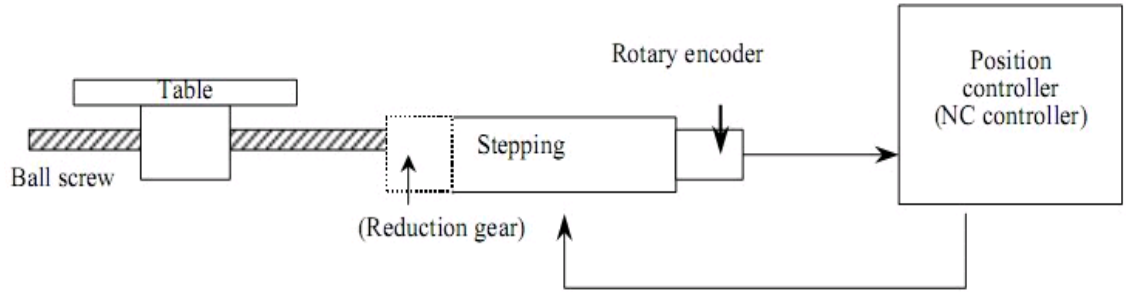 Rotary encoder
Position
controller
(NC controller)
Table
Stepping
Ball screw
(Reduction gear)